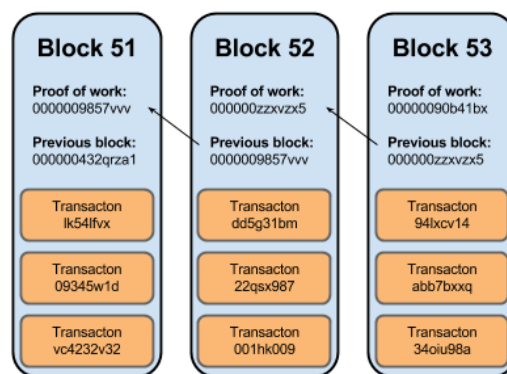 Block 51
Proof of work:
0000009857vvv
Previous block:
000000432qrza1
Transacton
lk54lfvx
Transacton
09345w1d
Transacton
vc4232v32
Block 52
Proof of work:
000000zzxvzx5
Previous block:
0000009857vvv
Transacton
dd5g31bm
Transacton
22qsx987
Transacton
001hk009
Block 53
Proof of work:
00000090b41bx
Previous block:
000000zzxvzx5
Transacton
94lxcv14
Transacton
abb7bxxq
Transacton
34oiu98a